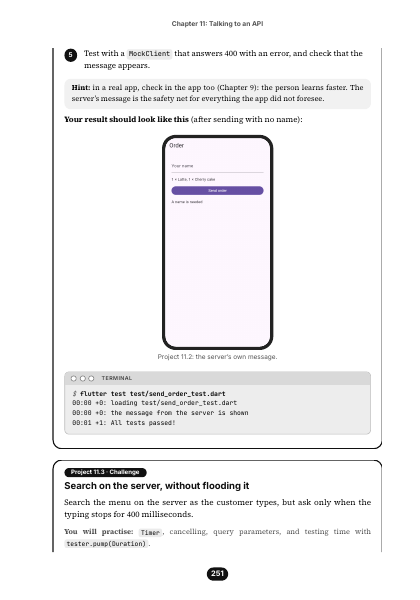 Chapter 11: Talking to an API
5 Test with a MockClient that answers 400 with an error, and check that the
message appears.
Hint: in a real app, check in the app too (Chapter 9): the person learns faster. The
server's message is the safety net for everything the app did not foresee.
Your result should look like this (after sending with no name):
Order
Your name
1 × Latte, 1 × Cherry cake
Send order
A name is needed
Project 11.2: the server's own message.
TERMINAL
$ flutter test test/send_order_test.dart
00:00 +0: loading test/send_order_test.dart
00:00 +0: the message from the server is shown
00:01 +1: All tests passed!
Project 11.3 · Challenge
Search on the server, without flooding it
Search the menu on the server as the customer types, but ask only when the
typing stops for 400 milliseconds.
You will practise: Timer, cancelling, query parameters, and testing time with
tester.pump(Duration).
251